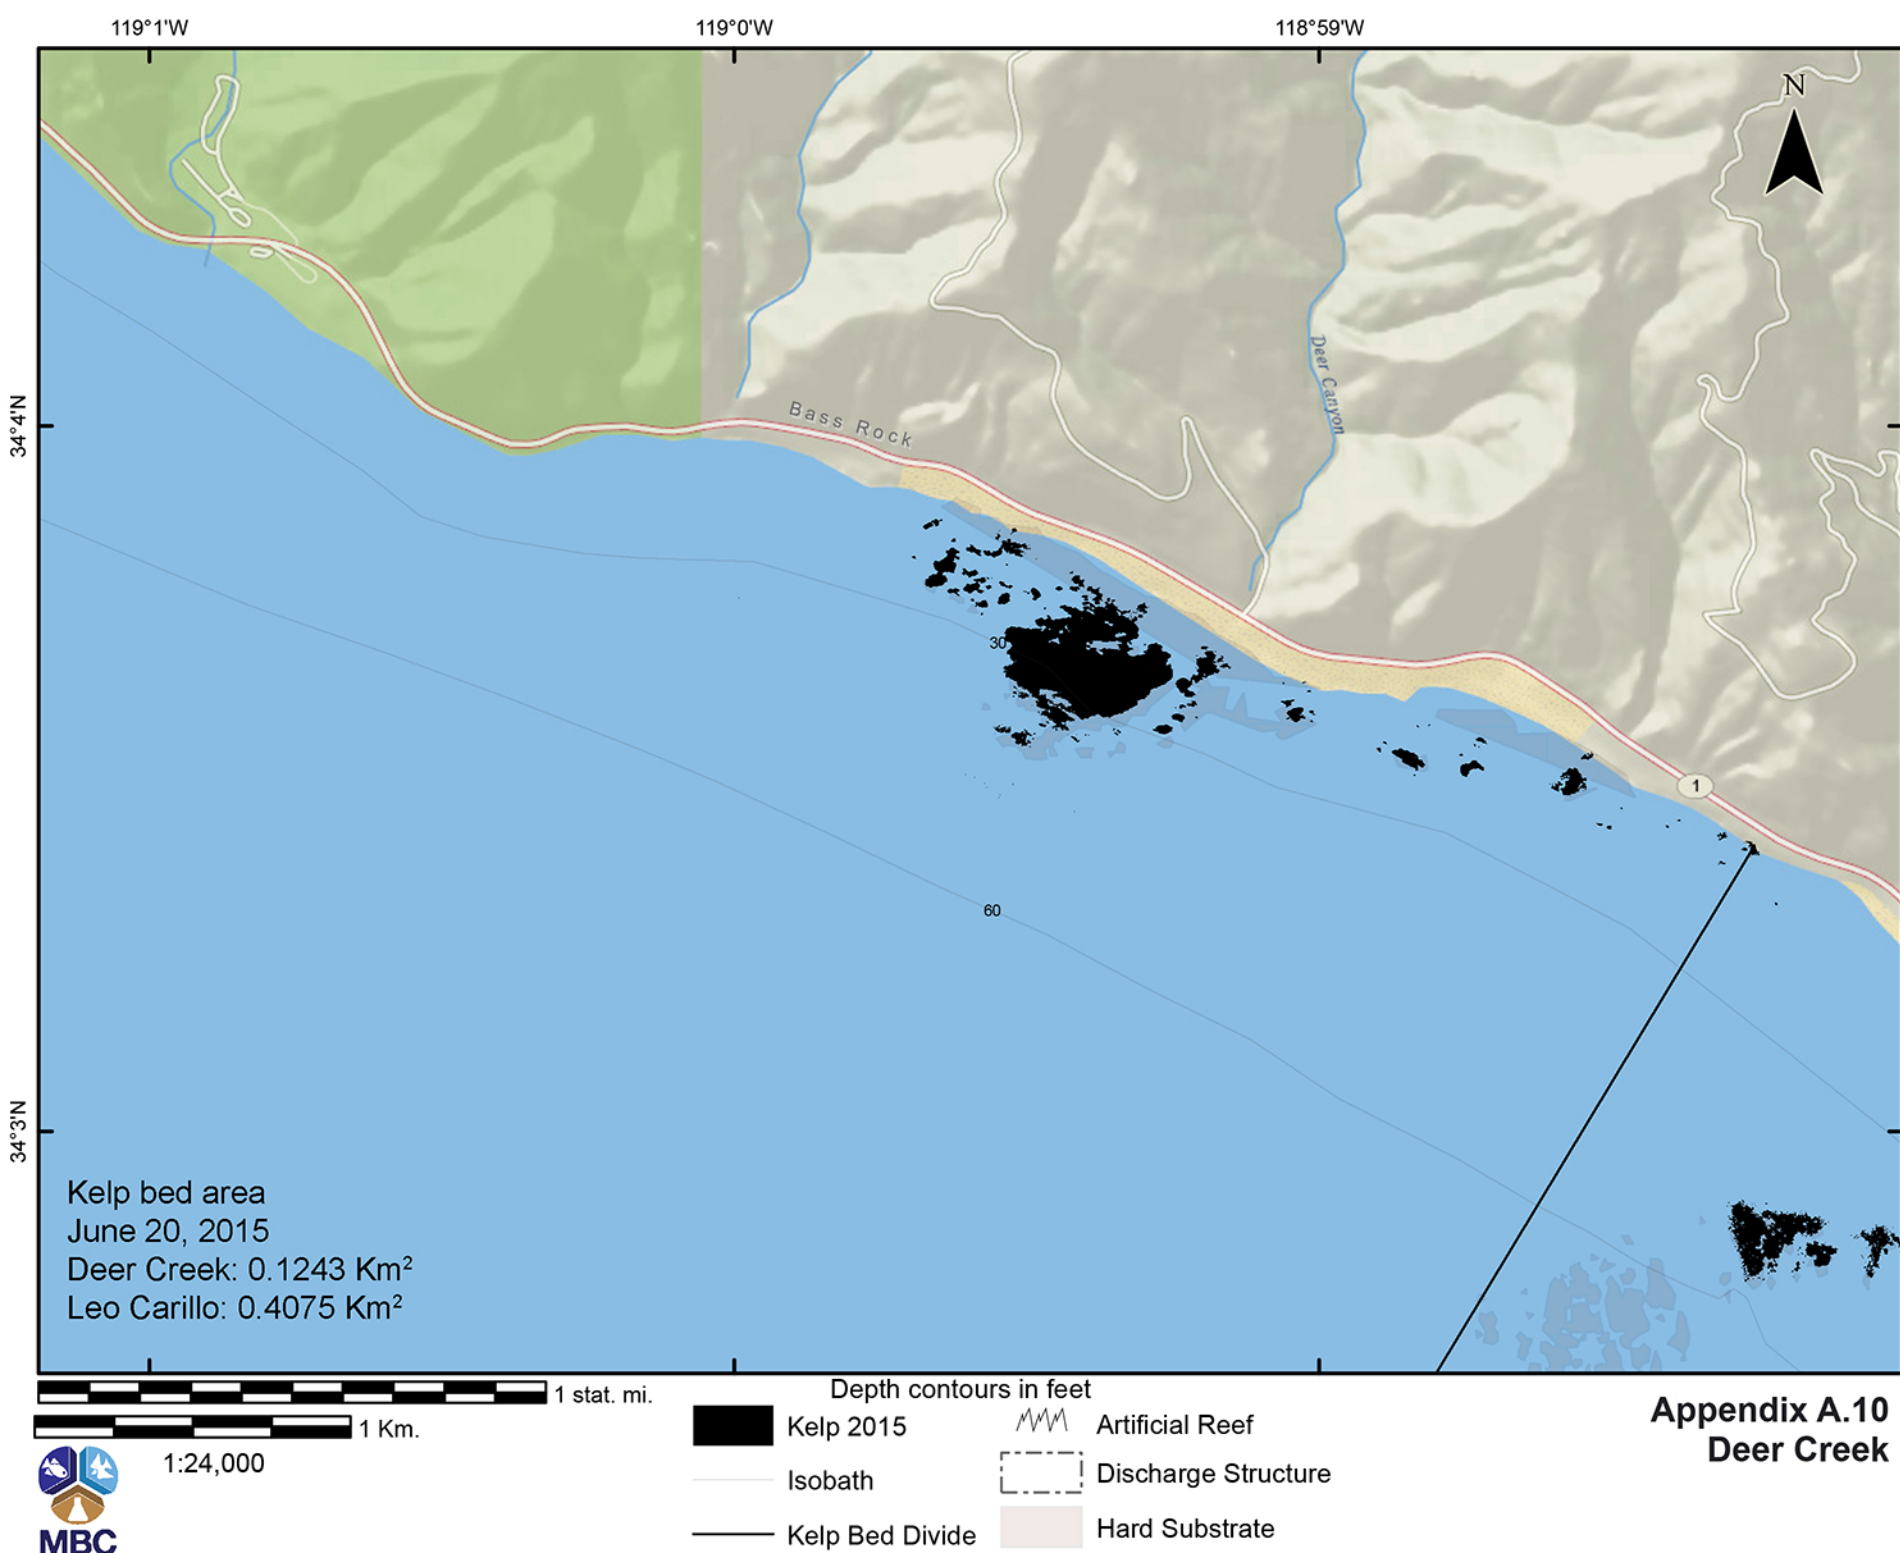 119°1'W
119°0'W
118°59'W
N
34°4'N
Bass Rock
Deer Canyon
30
1
60
34°3'N
Kelp bed area
June 20, 2015
Deer Creek: 0.1243 Km²
Leo Carillo: 0.4075 Km²
1 stat. mi.
1 Km.
1:24,000
MBC
Depth contours in feet
Kelp 2015
Isobath
Kelp Bed Divide
Artificial Reef
Discharge Structure
Hard Substrate
Appendix A.10
Deer Creek